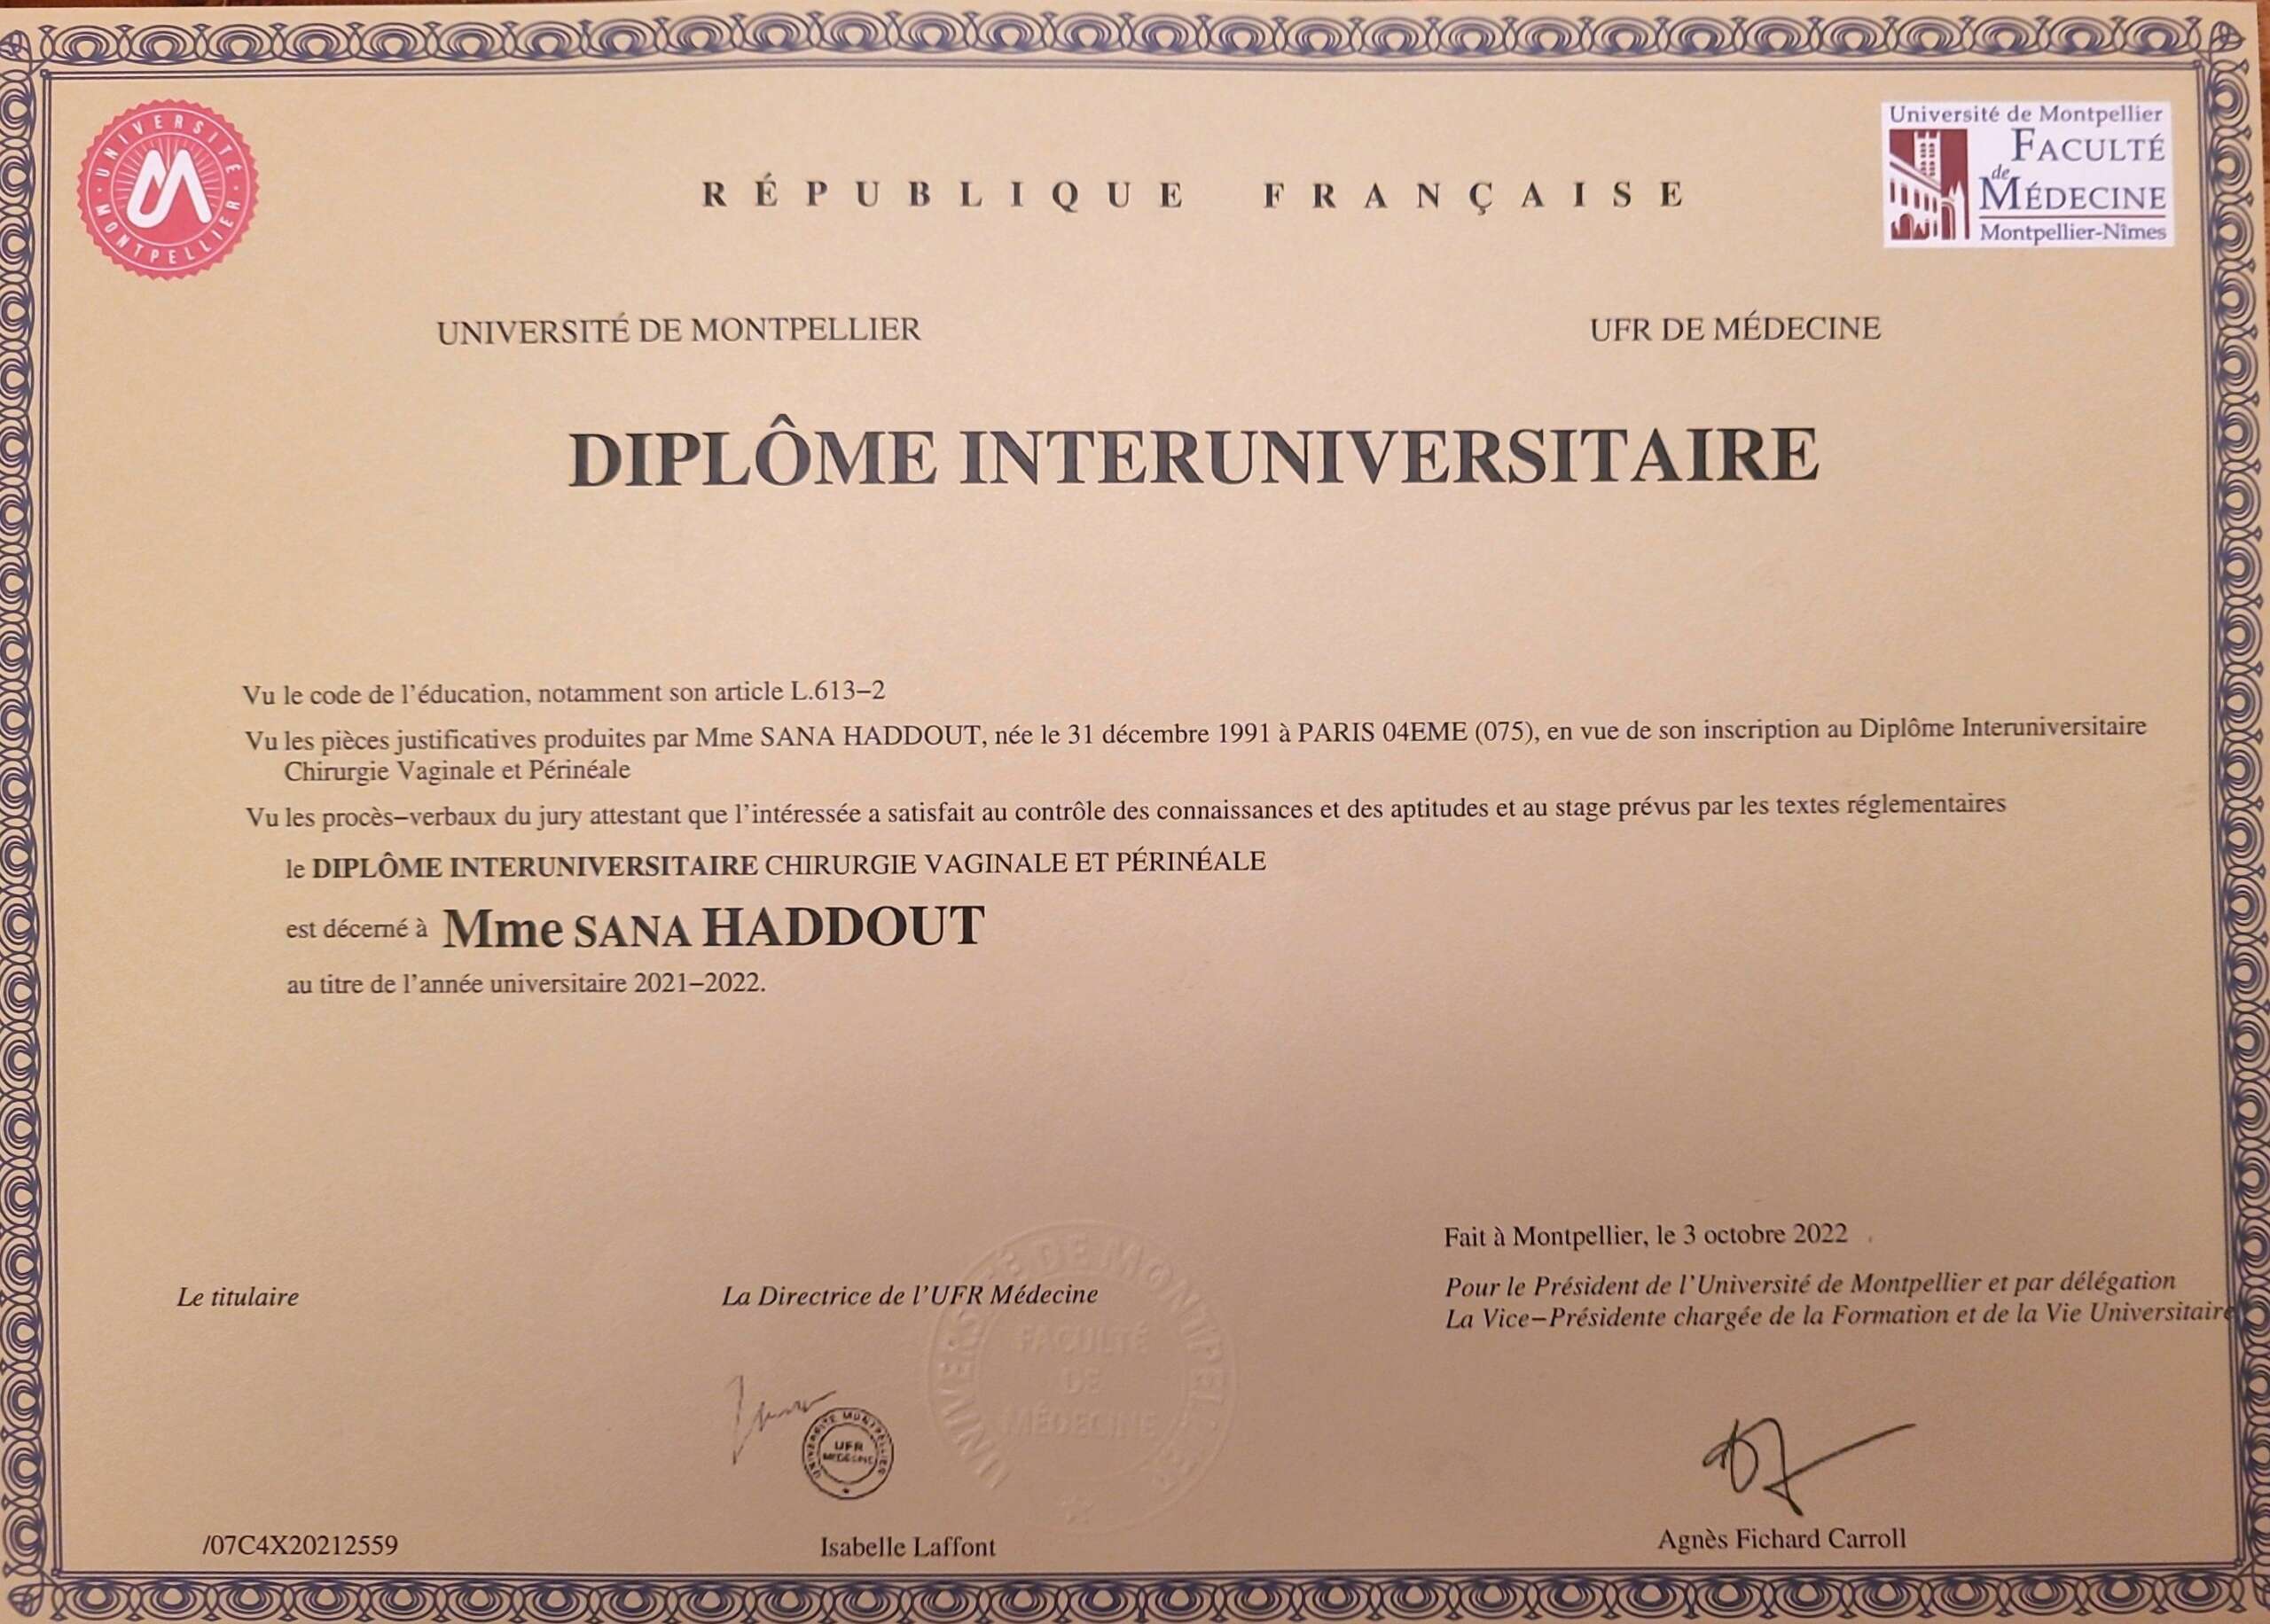 UNIVERSITÉ · MONTPELLIER ·
Université de Montpellier
FACULTÉ
de
MÉDECINE
Montpellier-Nîmes
RÉPUBLIQUE FRANÇAISE
UNIVERSITÉ DE MONTPELLIER
UFR DE MÉDECINE
DIPLÔME INTERUNIVERSITAIRE
Vu le code de l'éducation, notamment son article L.613–2
Vu les pièces justificatives produites par Mme SANA HADDOUT, née le 31 décembre 1991 à PARIS 04EME (075), en vue de son inscription au Diplôme Interuniversitaire
Chirurgie Vaginale et Périnéale
Vu les procès–verbaux du jury attestant que l'intéressée a satisfait au contrôle des connaissances et des aptitudes et au stage prévus par les textes réglementaires
le DIPLÔME INTERUNIVERSITAIRE CHIRURGIE VAGINALE ET PÉRINÉALE
est décerné à Mme SANA HADDOUT
au titre de l'année universitaire 2021–2022.
Fait à Montpellier, le 3 octobre 2022
Le titulaire
La Directrice de l'UFR Médecine
Pour le Président de l'Université de Montpellier et par délégation
La Vice–Présidente chargée de la Formation et de la Vie Universitaire
UNIVERSITÉ DE MONTPELLIER
FACULTÉ
DE
MÉDECINE
UNIVERSITE MONTPELLIER
UFR
MEDECINE
/07C4X20212559
Isabelle Laffont
Agnès Fichard Carroll